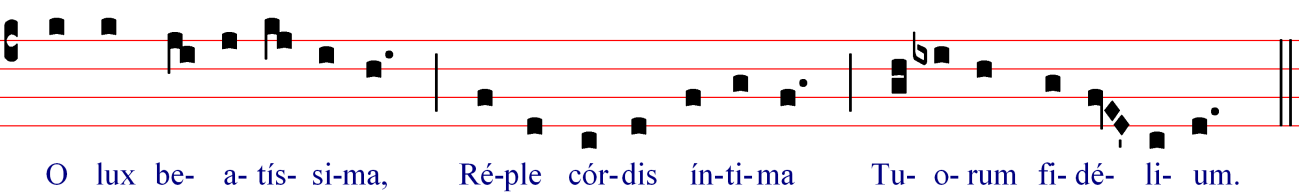 O lux be- a- tís- si-ma, Ré-ple cór-dis ín-ti-ma Tu- o- rum fi- dé- li- um.